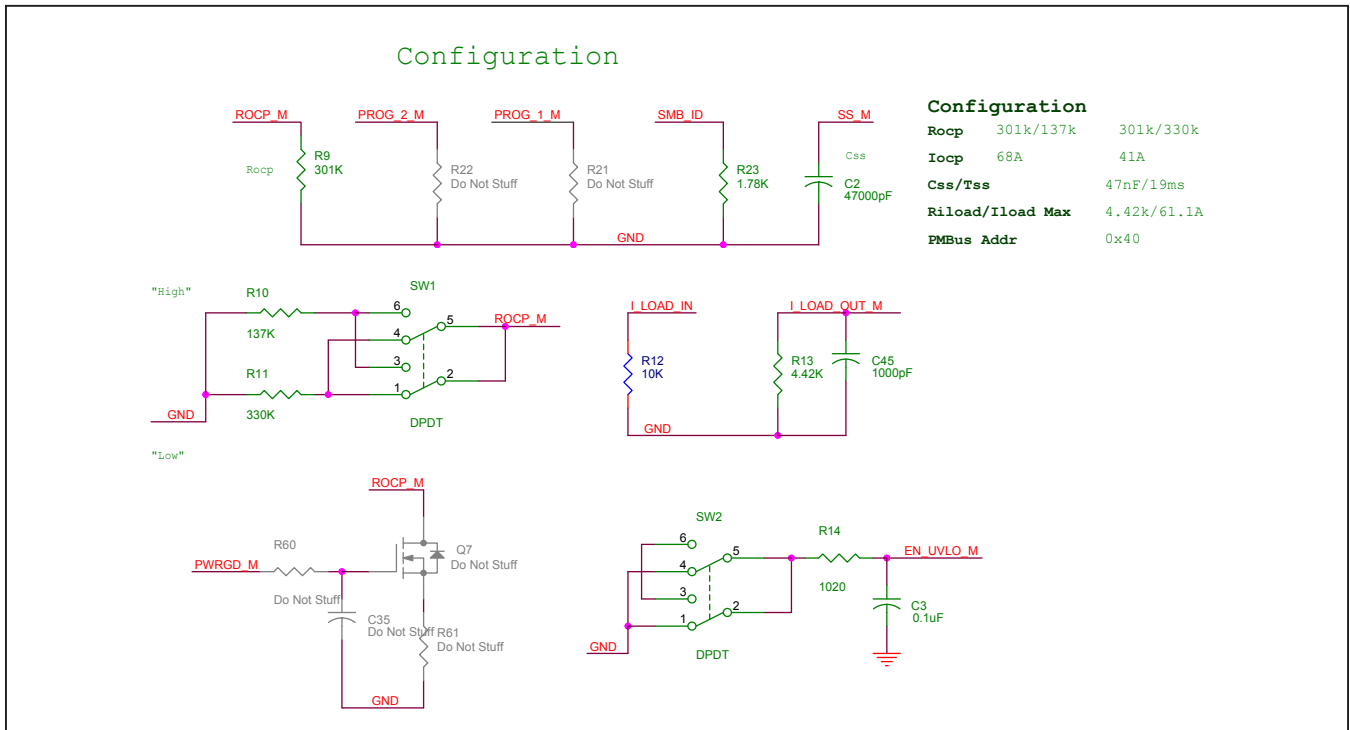 Configuration
ROCP_M
PROG_2_M
PROG_1_M
SMB_ID
SS_M
Rocp
R9
301K
R22
Do Not Stuff
R21
Do Not Stuff
R23
1.78K
Css
C2
47000pF
GND
Configuration
Rocp 301k/137k 301k/330k
Iocp 68A 41A
Css/Tss 47nF/19ms
Riload/Iload Max 4.42k/61.1A
PMBus Addr 0x40
"High"
R10
137K
R11
330K
GND
"Low"
SW1
6
5
4
3
2
1
DPDT
ROCP_M
I_LOAD_IN
R12
10K
GND
I_LOAD_OUT_M
R13
4.42K
C45
1000pF
ROCP_M
R60
PWRGD_M
Do Not Stuff
Q7
Do Not Stuff
C35
Do Not Stuff
R61
Do Not Stuff
GND
SW2
6
5
4
3
2
1
DPDT
GND
R14
1020
EN_UVLO_M
C3
0.1uF